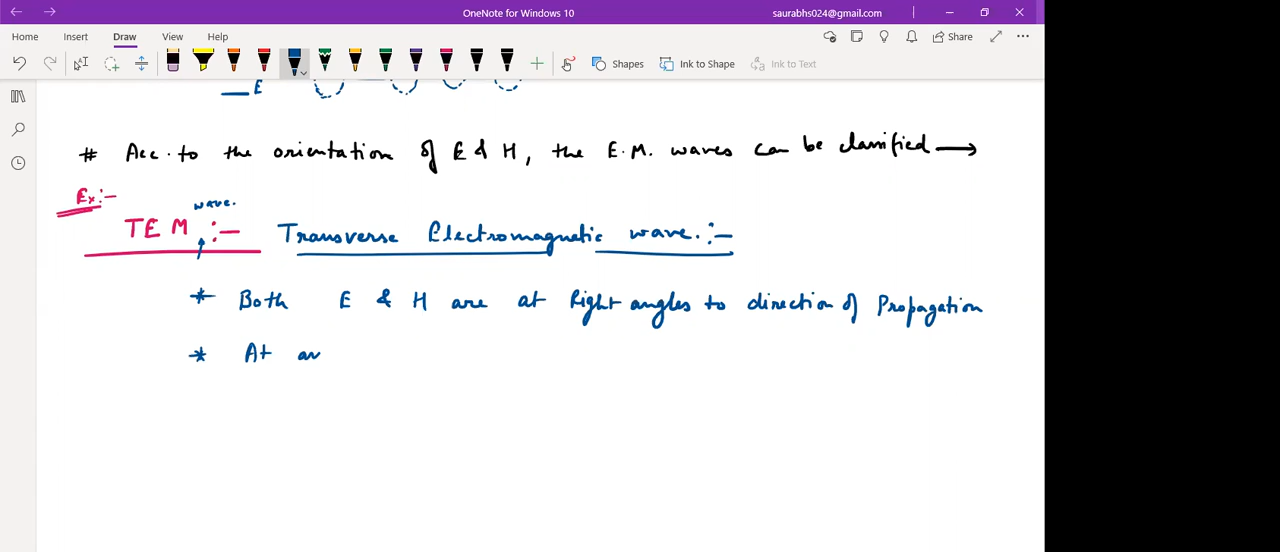 OneNote for Windows 10
saurabhs024@gmail.com
Home Insert Draw View Help
Share
Shapes Ink to Shape Ink to Text
E
# Acc. to the orientation of E & H, the E.M. waves can be classified →
Ex:-
wave.
TEM :- Transverse Electromagnetic wave. :-
* Both E & H are at Right angles to direction of Propagation
* At an